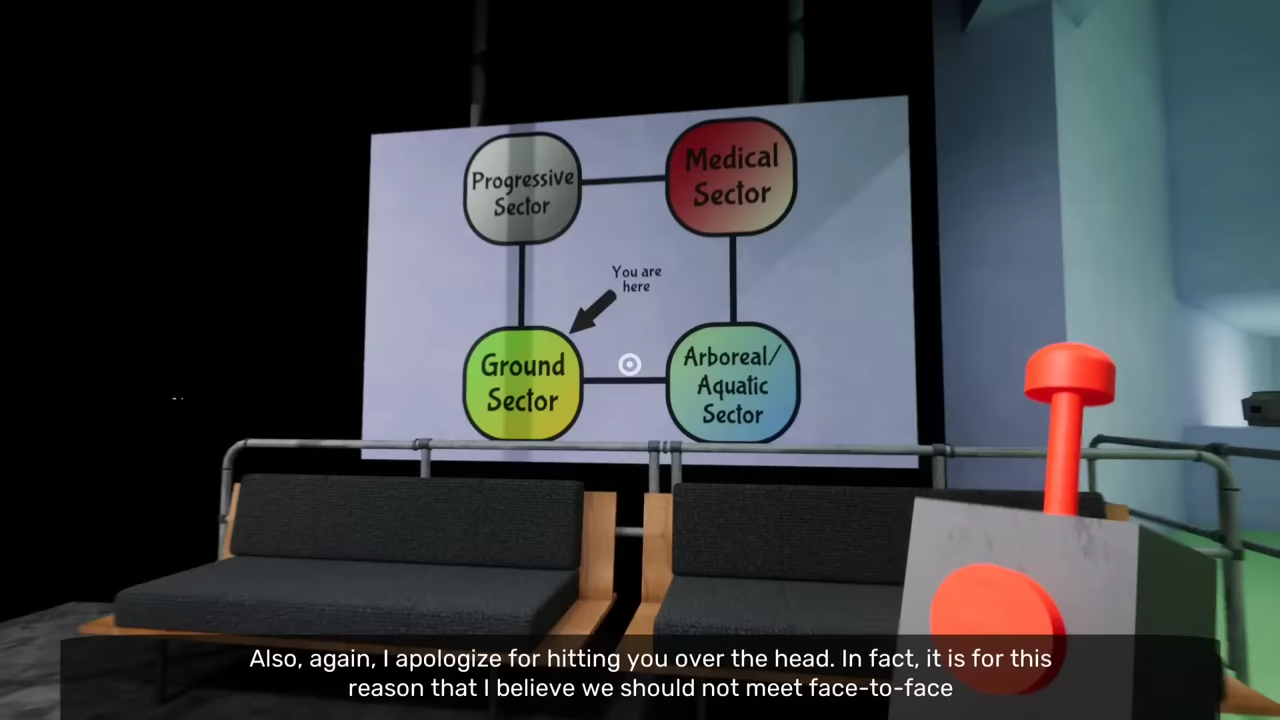 Progressive
Sector
Medical
Sector
You are
here
Ground
Sector
Arboreal/
Aquatic
Sector
Also, again, I apologize for hitting you over the head. In fact, it is for this
reason that I believe we should not meet face-to-face